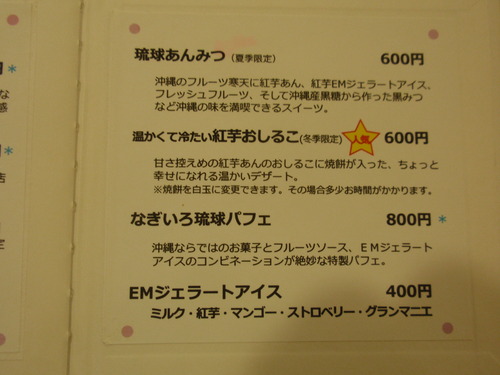 琉球あんみつ(夏季限定) 600円
沖縄のフルーツ寒天に紅芋あん、紅芋EMジェラートアイス、
フレッシュフルーツ、そして沖縄産黒糖から作った黒みつ
など沖縄の味を満喫できるスイーツ。
温かくて冷たい紅芋おしるこ(冬季限定) 人気 600円
甘さ控えめの紅芋あんのおしるこに焼餅が入った、ちょっと
幸せになれる温かいデザート。
※焼餅を白玉に変更できます。その場合多少お時間がかかります。
なぎいろ琉球パフェ 800円 *
沖縄ならではのお菓子とフルーツソース、EMジェラート
アイスのコンビネーションが絶妙な特製パフェ。
EMジェラートアイス 400円
ミルク・紅芋・マンゴー・ストロベリー・グランマニエ